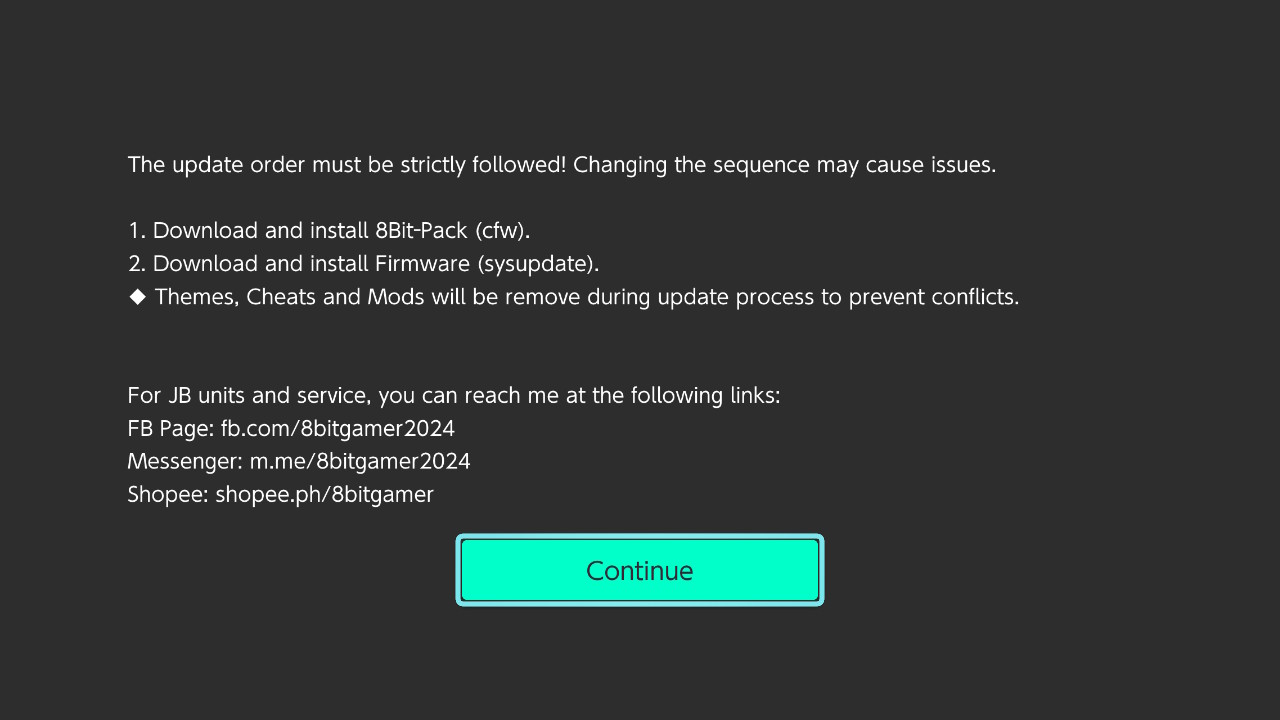 The update order must be strictly followed! Changing the sequence may cause issues.
1. Download and install 8Bit-Pack (cfw).
2. Download and install Firmware (sysupdate).
◆ Themes, Cheats and Mods will be remove during update process to prevent conflicts.
For JB units and service, you can reach me at the following links:
FB Page: fb.com/8bitgamer2024
Messenger: m.me/8bitgamer2024
Shopee: shopee.ph/8bitgamer
Continue